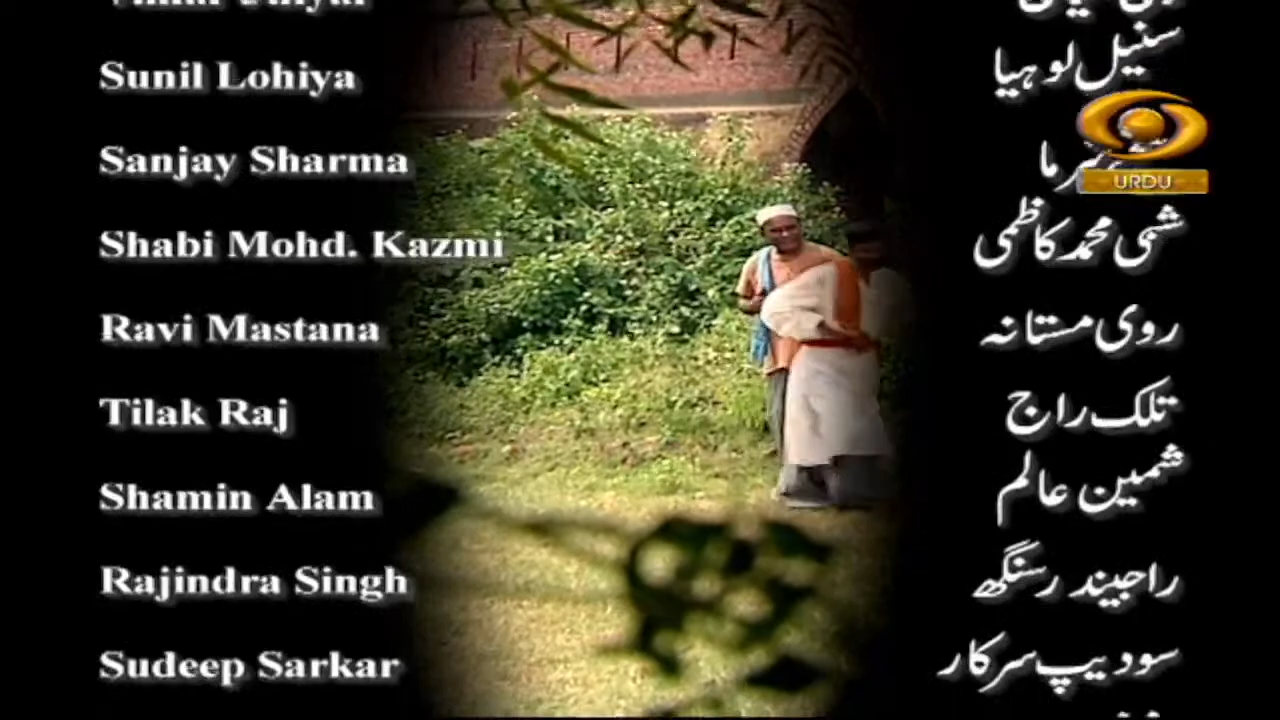 Sunil Lohiya سنیل لوہیا
Sanjay Sharma
Shabi Mohd. Kazmi شمی محمد کاظمی
Ravi Mastana روی مستانہ
Tilak Raj تلک راج
Shamin Alam شمین عالم
Rajindra Singh راجیندر سنگھ
Sudeep Sarkar سودیپ سرکار
URDU